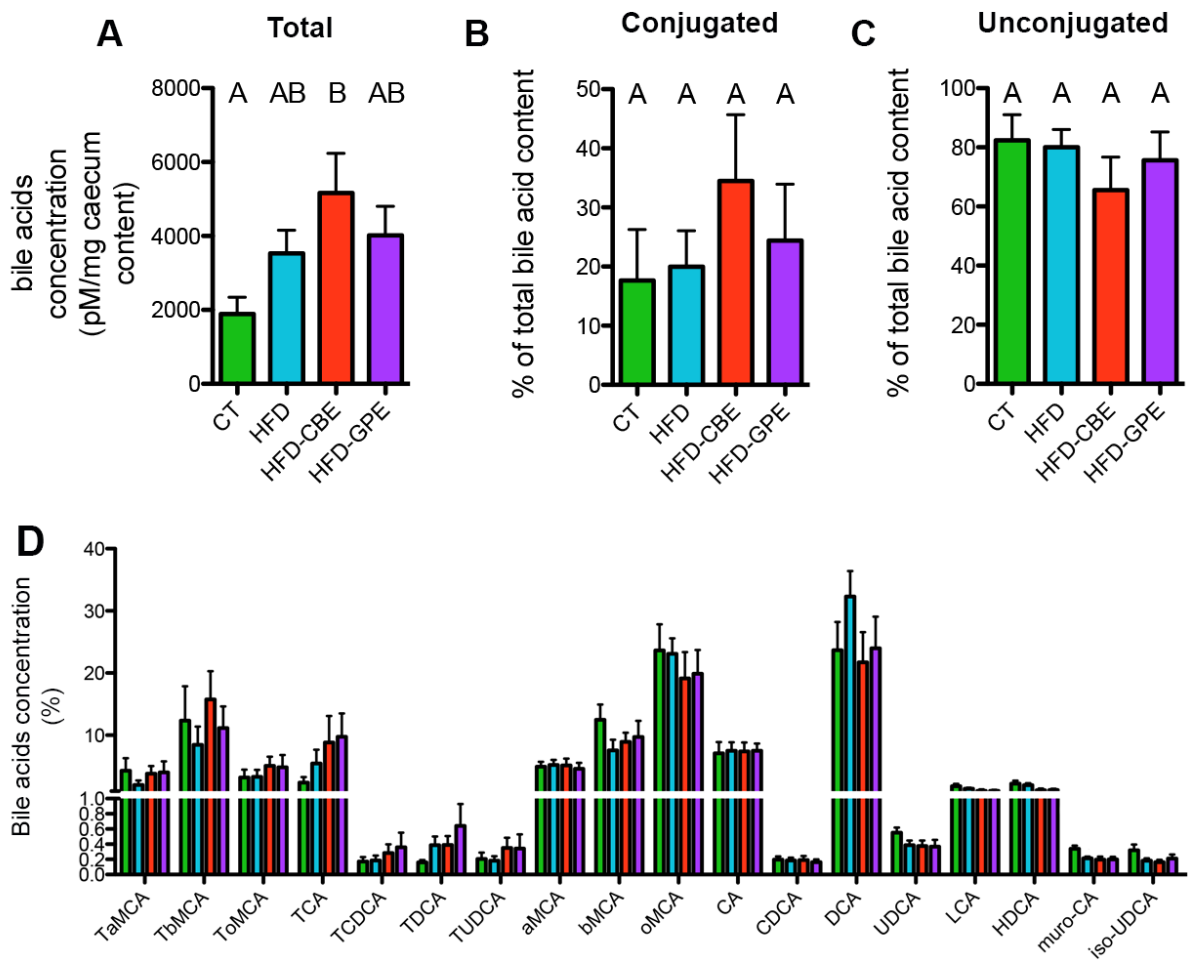 A
Total
B
Conjugated
C
Unconjugated
bile acids
concentration
(pM/mg caecum
content)
8000
6000
4000
2000
0
A AB B AB
CT
HFD
HFD-CBE
HFD-GPE
% of total bile acid content
50
40
30
20
10
0
A A A A
CT
HFD
HFD-CBE
HFD-GPE
% of total bile acid content
100
80
60
40
20
0
A A A A
CT
HFD
HFD-CBE
HFD-GPE
D
Bile acids concentration
(%)
40
30
20
10
1.0
0.8
0.6
0.4
0.2
0.0
TaMCA
TbMCA
ToMCA
TCA
TCDCA
TDCA
TUDCA
aMCA
bMCA
oMCA
CA
CDCA
DCA
UDCA
LCA
HDCA
muro-CA
iso-UDCA